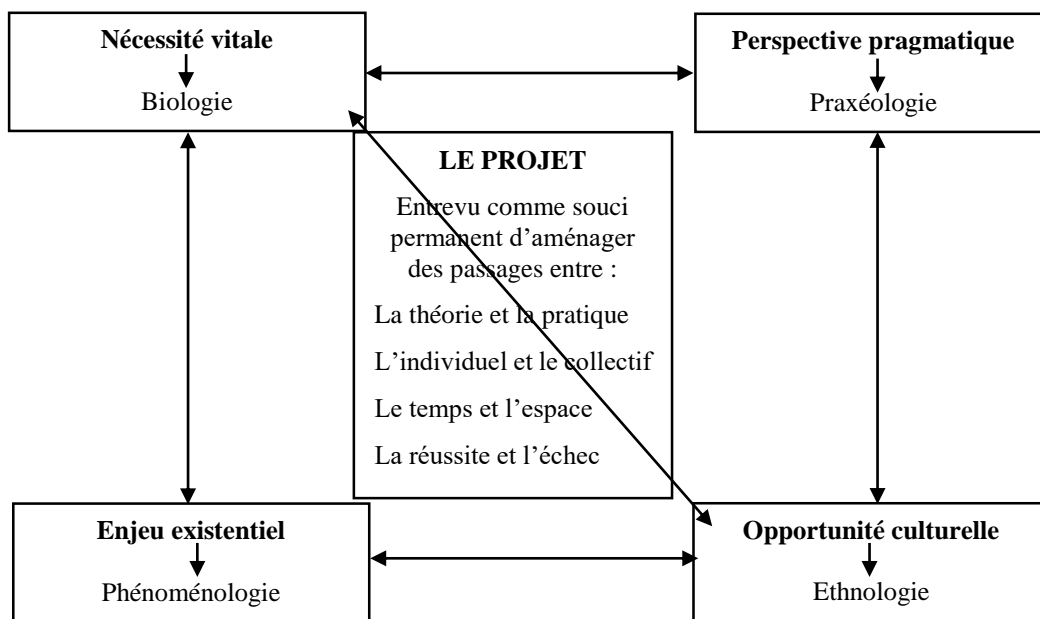 Nécessité vitale
Biologie
Perspective pragmatique
Praxéologie
LE PROJET
Entrevu comme souci
permanent d’aménager
des passages entre :
La théorie et la pratique
L’individuel et le collectif
Le temps et l’espace
La réussite et l’échec
Enjeu existentiel
Phénoménologie
Opportunité culturelle
Ethnologie